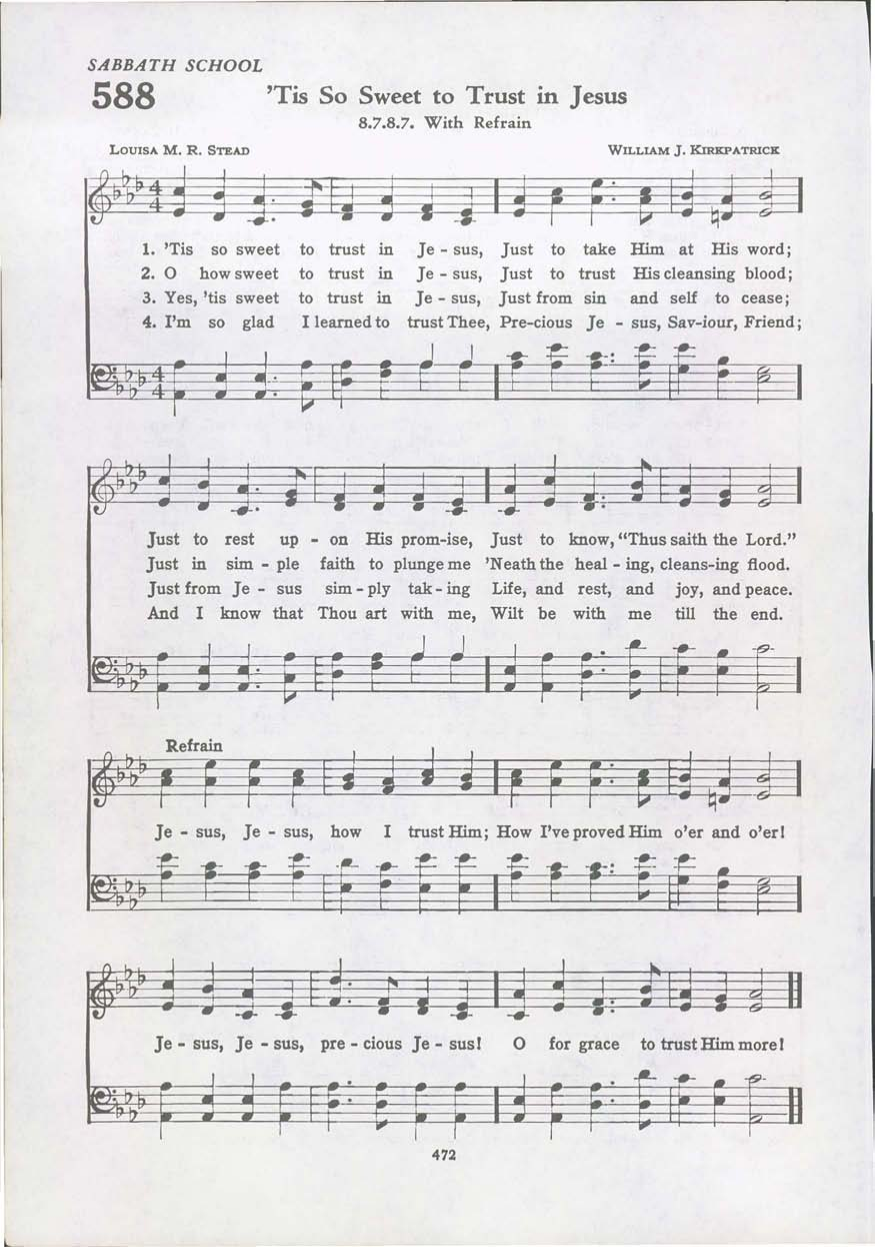 SABBATH SCHOOL
588
'Tis So Sweet to Trust in Jesus
8.7.8.7. With Refrain
Louisa M. R. Stead
William J. Kirkpatrick
4
4
1. 'Tis so sweet to trust in Je - sus, Just to take Him at His word;
2. O how sweet to trust in Je - sus, Just to trust His cleansing blood;
3. Yes, 'tis sweet to trust in Je - sus, Just from sin and self to cease;
4. I'm so glad I learned to trust Thee, Pre-cious Je - sus, Sav-iour, Friend;
4
4
Just to rest up - on His prom-ise, Just to know, “Thus saith the Lord.”
Just in sim - ple faith to plunge me 'Neath the heal - ing, cleans-ing flood.
Just from Je - sus sim - ply tak - ing Life, and rest, and joy, and peace.
And I know that Thou art with me, Wilt be with me till the end.
Refrain
Je - sus, Je - sus, how I trust Him; How I've proved Him o'er and o'er!
Je - sus, Je - sus, pre - cious Je - sus! O for grace to trust Him more!
472